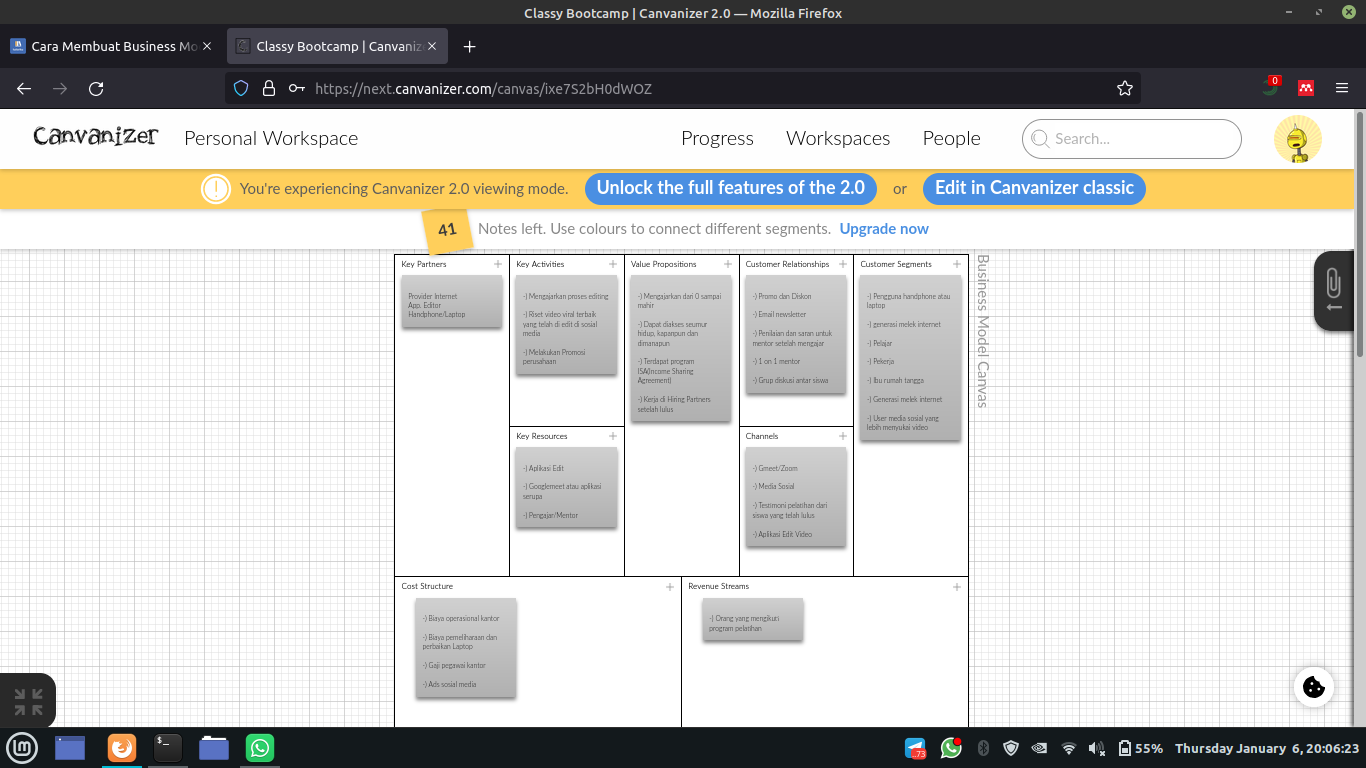 Classy Bootcamp | Canvanizer 2.0 — Mozilla Firefox
Cara Membuat Business Mo
Classy Bootcamp | Canvaniz
https://next.canvanizer.com/canvas/ixe7S2bH0dWOZ
0
Canvanizer
Personal Workspace
Progress
Workspaces
People
Search...
! You're experiencing Canvanizer 2.0 viewing mode.
Unlock the full features of the 2.0
or
Edit in Canvanizer classic
41
Notes left. Use colours to connect different segments. Upgrade now
Business Model Canvas
Key Partners
Provider Internet
App. Editor
Handphone/Laptop
Key Activities
-) Mengajarkan proses editing
-) Riset video viral terbaik
yang telah di edit di sosial
media
-) Melakukan Promosi
perusahaan
Key Resources
-) Aplikasi Edit
-) Googlemeet atau aplikasi
serupa
-) Pengajar/Mentor
Value Propositions
-) Mengajarkan dari 0 sampai
mahir
-) Dapat diakses seumur
hidup, kapanpun dan
dimanapun
-) Terdapat program
ISA(Income Sharing
Agreement)
-) Kerja di Hiring Partners
setelah lulus
Customer Relationships
-) Promo dan Diskon
-) Email newsletter
-) Penilaian dan saran untuk
mentor setelah mengajar
-) 1 on 1 mentor
-) Grup diskusi antar siswa
Channels
-) Gmeet/Zoom
-) Media Sosial
-) Testimoni pelatihan dari
siswa yang telah lulus
-) Aplikasi Edit Video
Customer Segments
-) Pengguna handphone atau
laptop
-) generasi melek internet
-) Pelajar
-) Pekerja
-) Ibu rumah tangga
-) Generasi melek internet
-) User media sosial yang
lebih menyukai video
Cost Structure
-) Biaya operasional kantor
-) Biaya pemeliharaan dan
perbaikan Laptop
-) Gaji pegawai kantor
-) Ads sosial media
Revenue Streams
-( Orang yang mengikuti
program pelatihan
$_
73
55%
Thursday January 6, 20:06:23